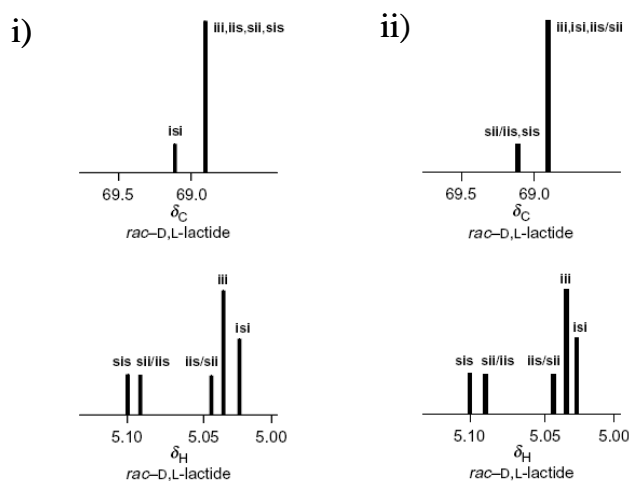 i)
iii,iis,sii,sis
isi
69.5 69.0
δC
rac–D,L-lactide
iii
isi
sis sii/iis iis/sii
5.10 5.05 5.00
δH
rac–D,L-lactide
ii)
iii,isi,iis/sii
sii/iis,sis
69.5 69.0
δC
rac–D,L-lactide
iii
isi
sis sii/iis iis/sii
5.10 5.05 5.00
δH
rac–D,L-lactide